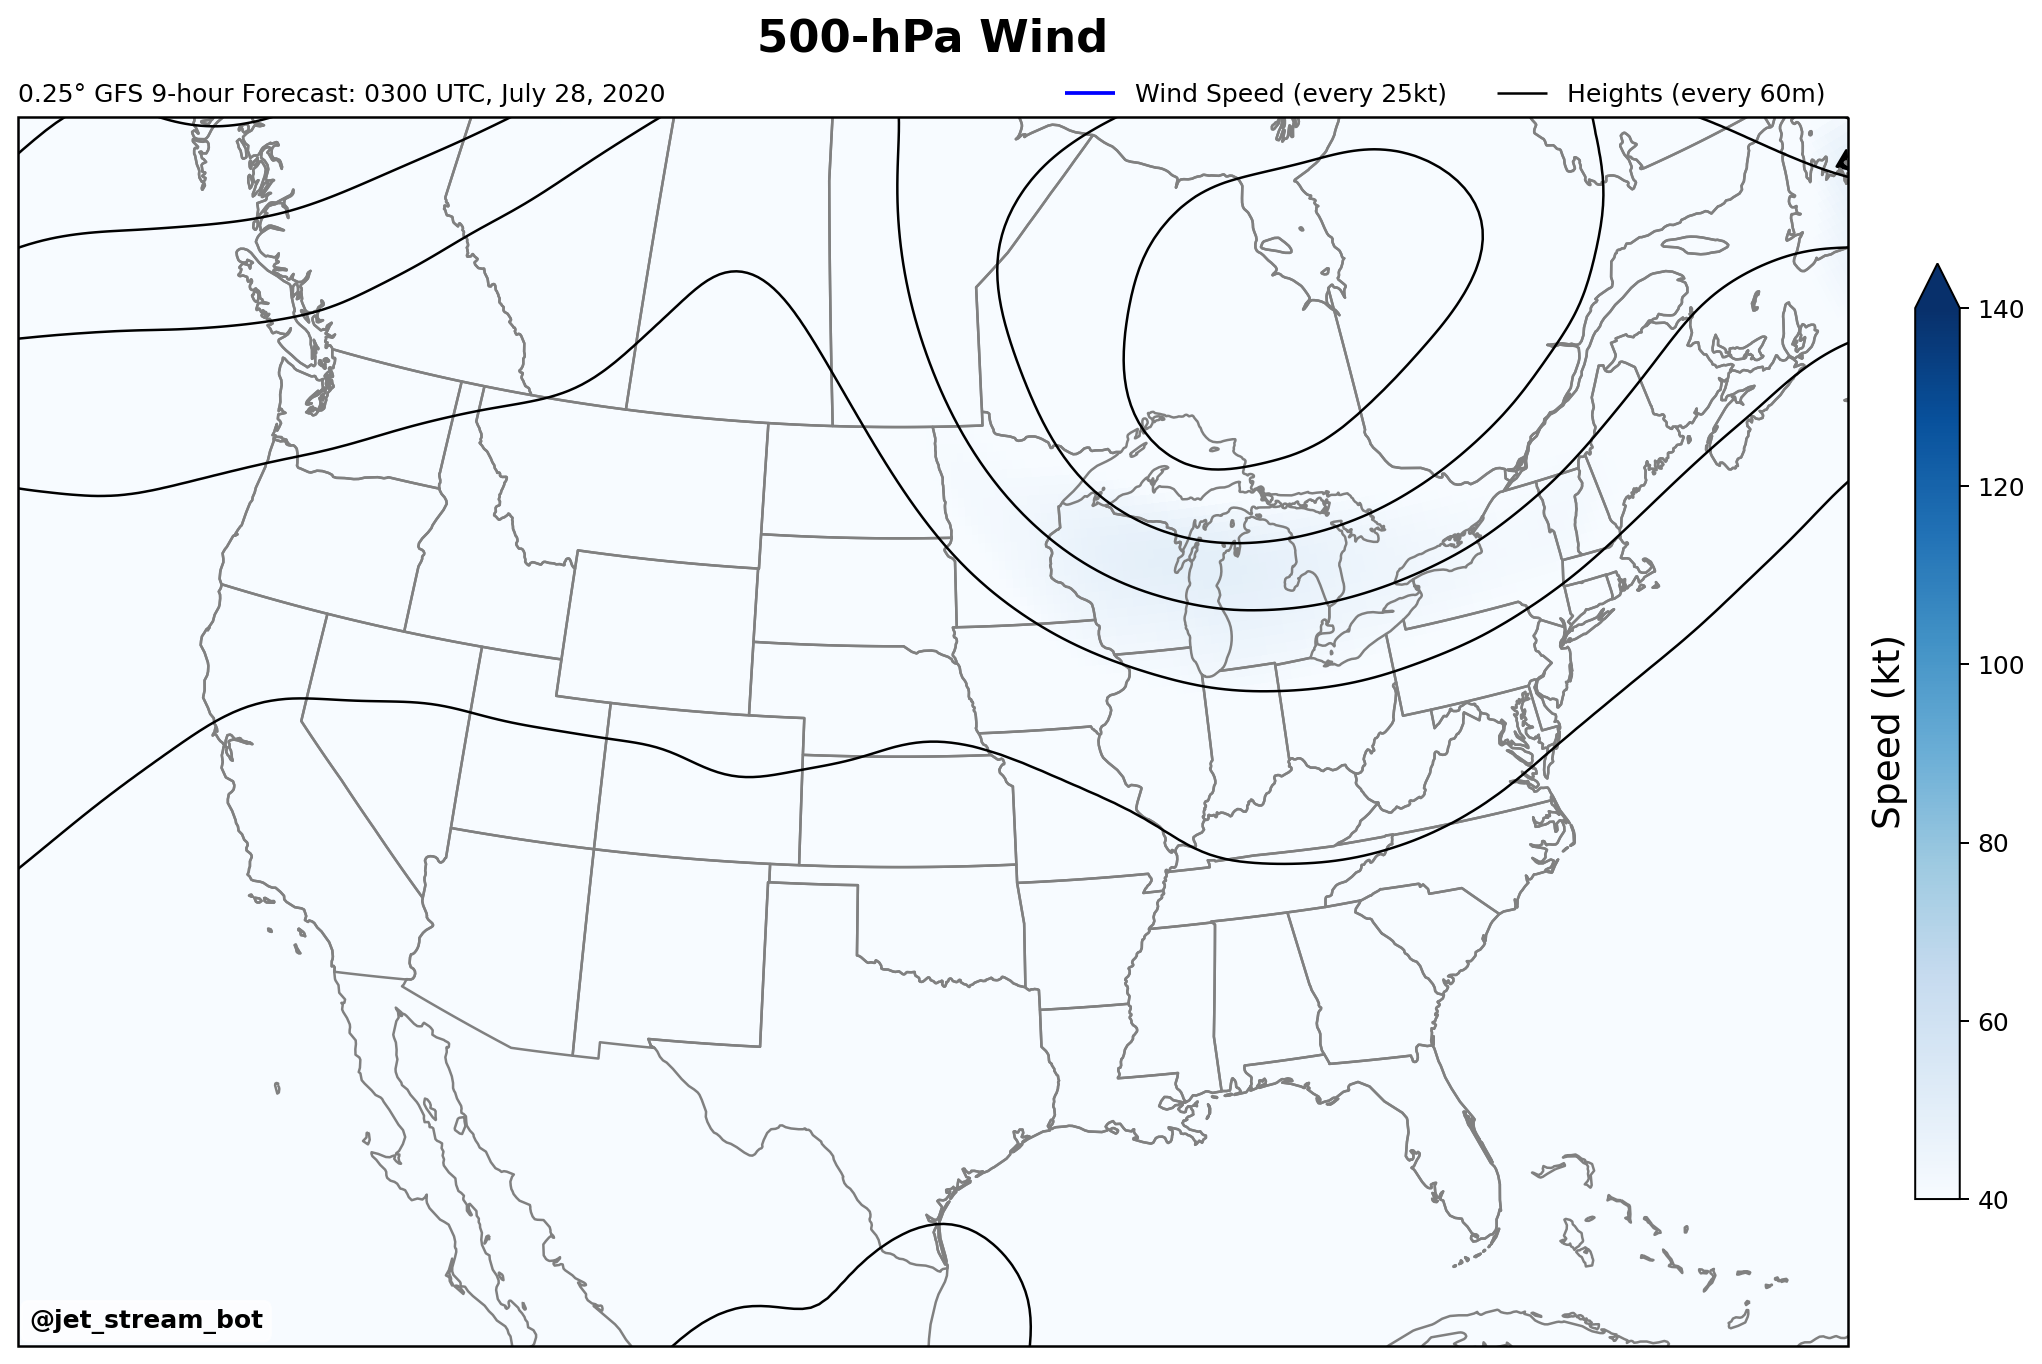 500-hPa Wind
0.25° GFS 9-hour Forecast: 0300 UTC, July 28, 2020
Wind Speed (every 25kt)
Heights (every 60m)
140
120
100
80
60
40
Speed (kt)
@jet_stream_bot